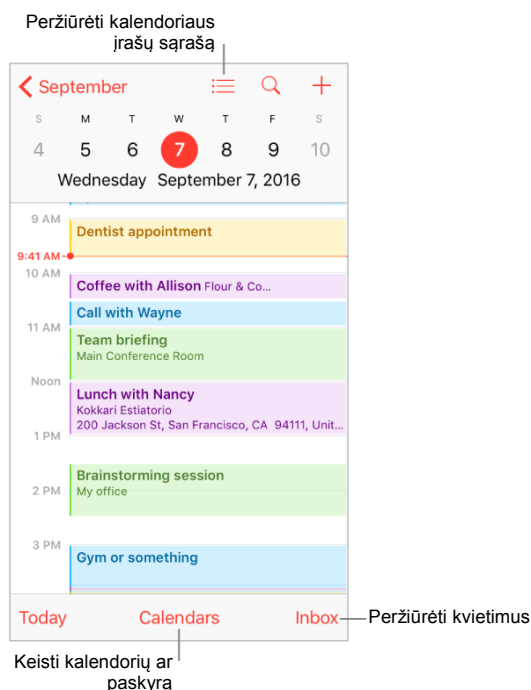 Peržiūrėti kalendoriaus
įrašų sąrašą
September
S M T W T F S
4 5 6 7 8 9 10
Wednesday September 7, 2016
9 AM
Dentist appointment
9:41 AM
10 AM
Coffee with Allison Flour & Co...
Call with Wayne
11 AM
Team briefing
Main Conference Room
Noon
Lunch with Nancy
Kokkari Estiatorio
200 Jackson St, San Francisco, CA 94111, Unit...
1 PM
Brainstorming session
2 PM My office
3 PM
Gym or something
Today Calendars Inbox
Peržiūrėti kvietimus
Keisti kalendorių ar
paskyrą